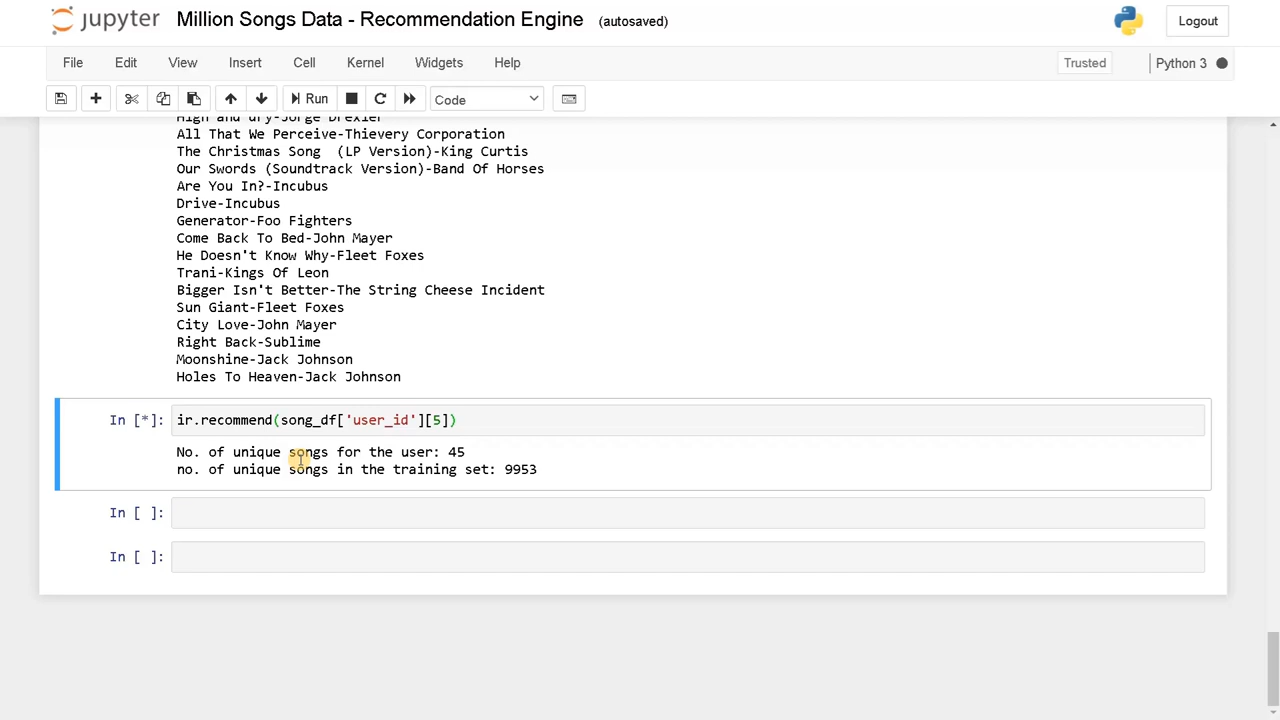 jupyter Million Songs Data - Recommendation Engine (autosaved) Logout
File Edit View Insert Cell Kernel Widgets Help Trusted Python 3
Run Code
High and dry-Jorge Drexler
All That We Perceive-Thievery Corporation
The Christmas Song  (LP Version)-King Curtis
Our Swords (Soundtrack Version)-Band Of Horses
Are You In?-Incubus
Drive-Incubus
Generator-Foo Fighters
Come Back To Bed-John Mayer
He Doesn't Know Why-Fleet Foxes
Trani-Kings Of Leon
Bigger Isn't Better-The String Cheese Incident
Sun Giant-Fleet Foxes
City Love-John Mayer
Right Back-Sublime
Moonshine-Jack Johnson
Holes To Heaven-Jack Johnson
In [*]: ir.recommend(song_df['user_id'][5])
No. of unique songs for the user: 45
no. of unique songs in the training set: 9953
In [ ]:
In [ ]: